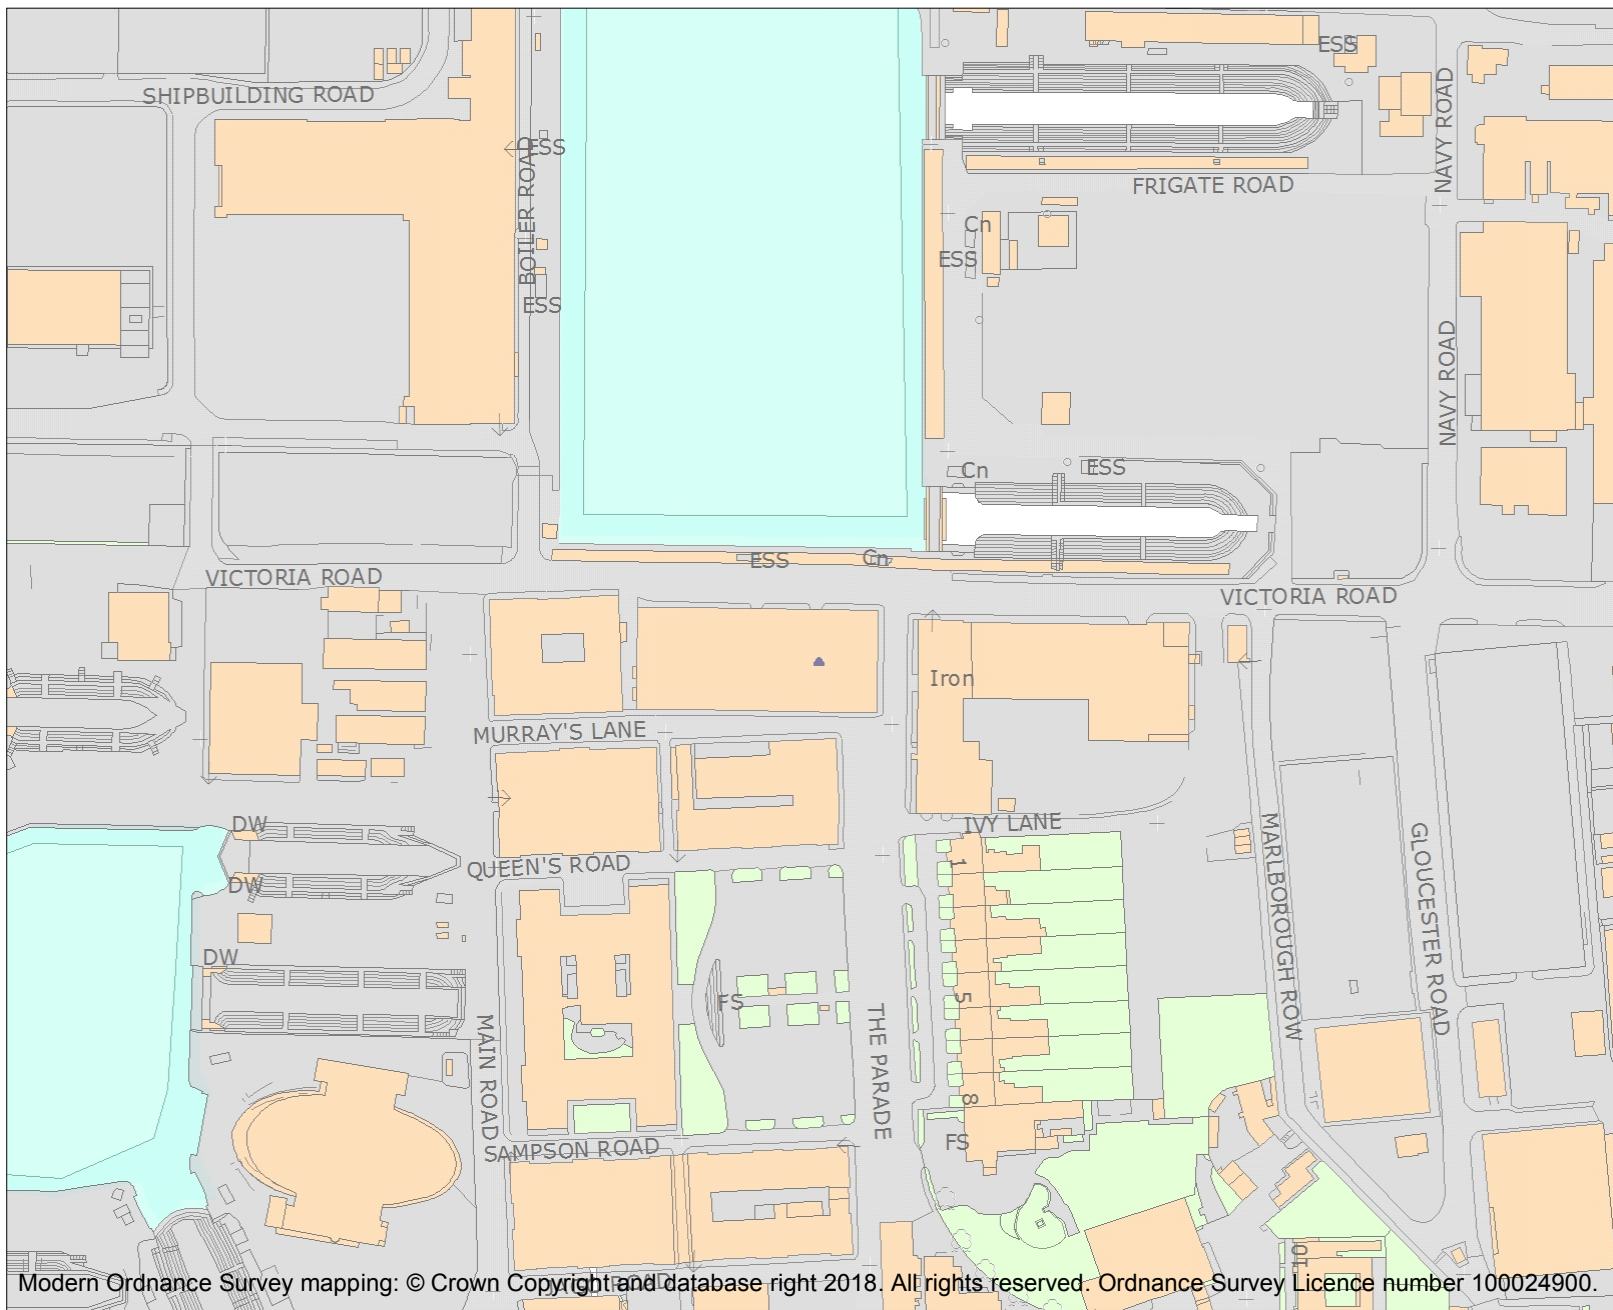 ESS
SHIPBUILDING ROAD
NAVY ROAD
ESS
BOILER ROAD
FRIGATE ROAD
Cn
ESS
ESS
NAVY ROAD
Cn
ESS
ESS
Cn
VICTORIA ROAD
VICTORIA ROAD
Iron
MURRAY'S LANE
DW
IVY LANE
MARLBOROUGH ROW
GLOUCESTER ROAD
1
QUEEN'S ROAD
DW
DW
FS
5
MAIN ROAD
THE PARADE
8
SAMPSON ROAD
FS
10
ROAD
Modern Ordnance Survey mapping: © Crown Copyright and database right 2018. All rights reserved. Ordnance Survey Licence number 100024900.